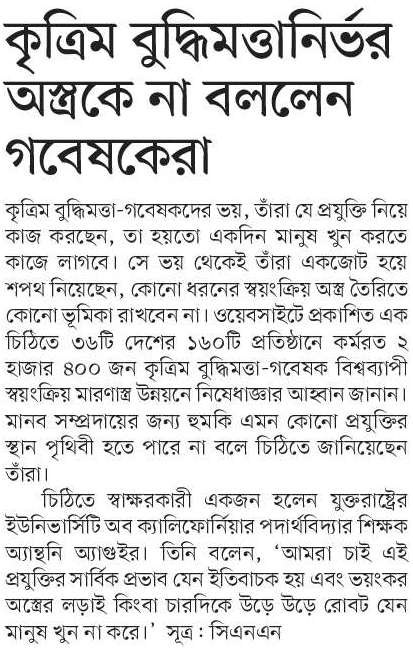 কৃত্রিম বুদ্ধিমত্তানির্ভর
অস্ত্রকে না বললেন
গবেষকেরা
কৃত্রিম বুদ্ধিমত্তা-গবেষকদের ভয়, তাঁরা যে প্রযুক্তি নিয়ে
কাজ করছেন, তা হয়তো একদিন মানুষ খুন করতে
কাজে লাগবে। সে ভয় থেকেই তাঁরা একজোট হয়ে
শপথ নিয়েছেন, কোনো ধরনের স্বয়ংক্রিয় অস্ত্র তৈরিতে
কোনো ভূমিকা রাখবেন না। ওয়েবসাইটে প্রকাশিত এক
চিঠিতে ৩৬টি দেশের ১৬০টি প্রতিষ্ঠানে কর্মরত ২
হাজার ৪০০ জন কৃত্রিম বুদ্ধিমত্তা-গবেষক বিশ্বব্যাপী
স্বয়ংক্রিয় মারণাস্ত্র উন্নয়নে নিষেধাজ্ঞার আহ্বান জানান।
মানব সম্প্রদায়ের জন্য হুমকি এমন কোনো প্রযুক্তির
স্থান পৃথিবী হতে পারে না বলে চিঠিতে জানিয়েছেন
তাঁরা।
চিঠিতে স্বাক্ষরকারী একজন হলেন যুক্তরাষ্ট্রের
ইউনিভার্সিটি অব ক্যালিফোর্নিয়ার পদার্থবিদ্যার শিক্ষক
অ্যান্থনি অ্যাগুইর। তিনি বলেন, ‘আমরা চাই এই
প্রযুক্তির সার্বিক প্রভাব যেন ইতিবাচক হয় এবং ভয়ংকর
অস্ত্রের লড়াই কিংবা চারদিকে উড়ে উড়ে রোবট যেন
মানুষ খুন না করে।’ সূত্র : সিএনএন